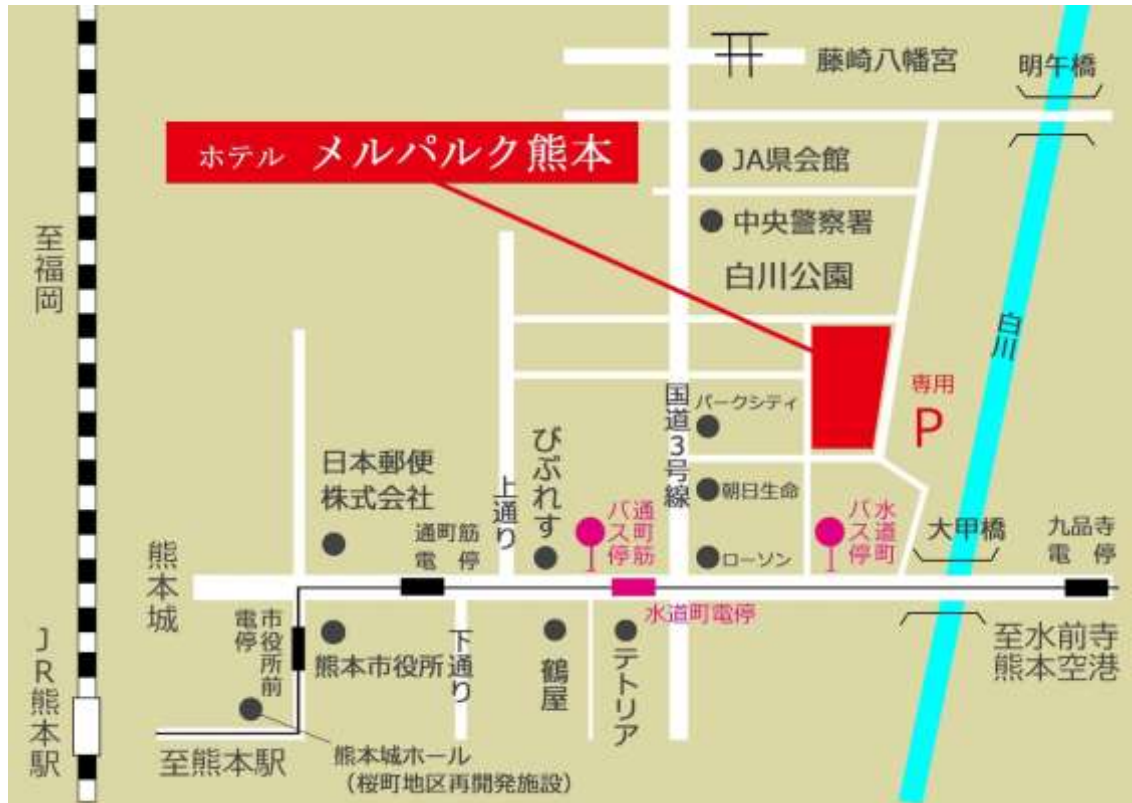 藤崎八幡宮
明午橋
ホテル メルパルク熊本
JA県会館
中央警察署
白川公園
至福岡
白川
専用
P
国道3号線
パークシティ
びぷれす
日本郵便
株式会社
上通り
朝日生命
通町筋
バス停
水道町
バス停
通町筋
電停
ローソン
大甲橋
九品寺
電停
熊本城
水道町電停
市役所前
電停
熊本市役所
下通り
鶴屋
テトリア
至水前寺
熊本空港
JR熊本駅
至熊本駅
熊本城ホール
(桜町地区再開発施設)